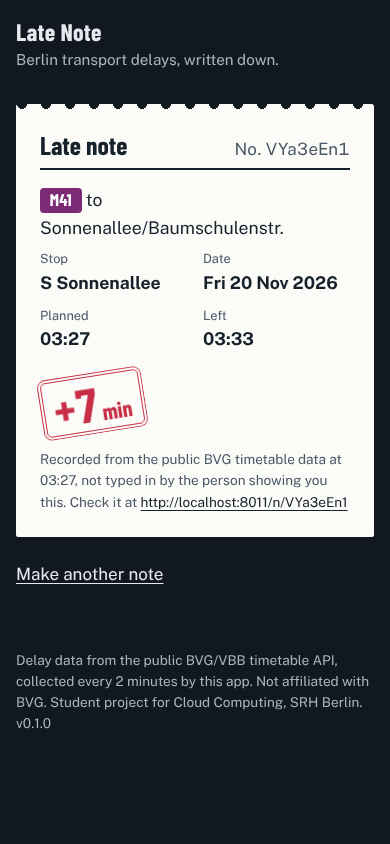 Late Note
Berlin transport delays, written down.
Late note No. VYa3eEn1
M41 to
Sonnenallee/Baumschulenstr.
Stop Date
S Sonnenallee Fri 20 Nov 2026
Planned Left
03:27 03:33
+7 min
Recorded from the public BVG timetable data at
03:27, not typed in by the person showing you
this. Check it at http://localhost:8011/n/VYa3eEn1
Make another note
Delay data from the public BVG/VBB timetable API,
collected every 2 minutes by this app. Not affiliated with
BVG. Student project for Cloud Computing, SRH Berlin.
v0.1.0